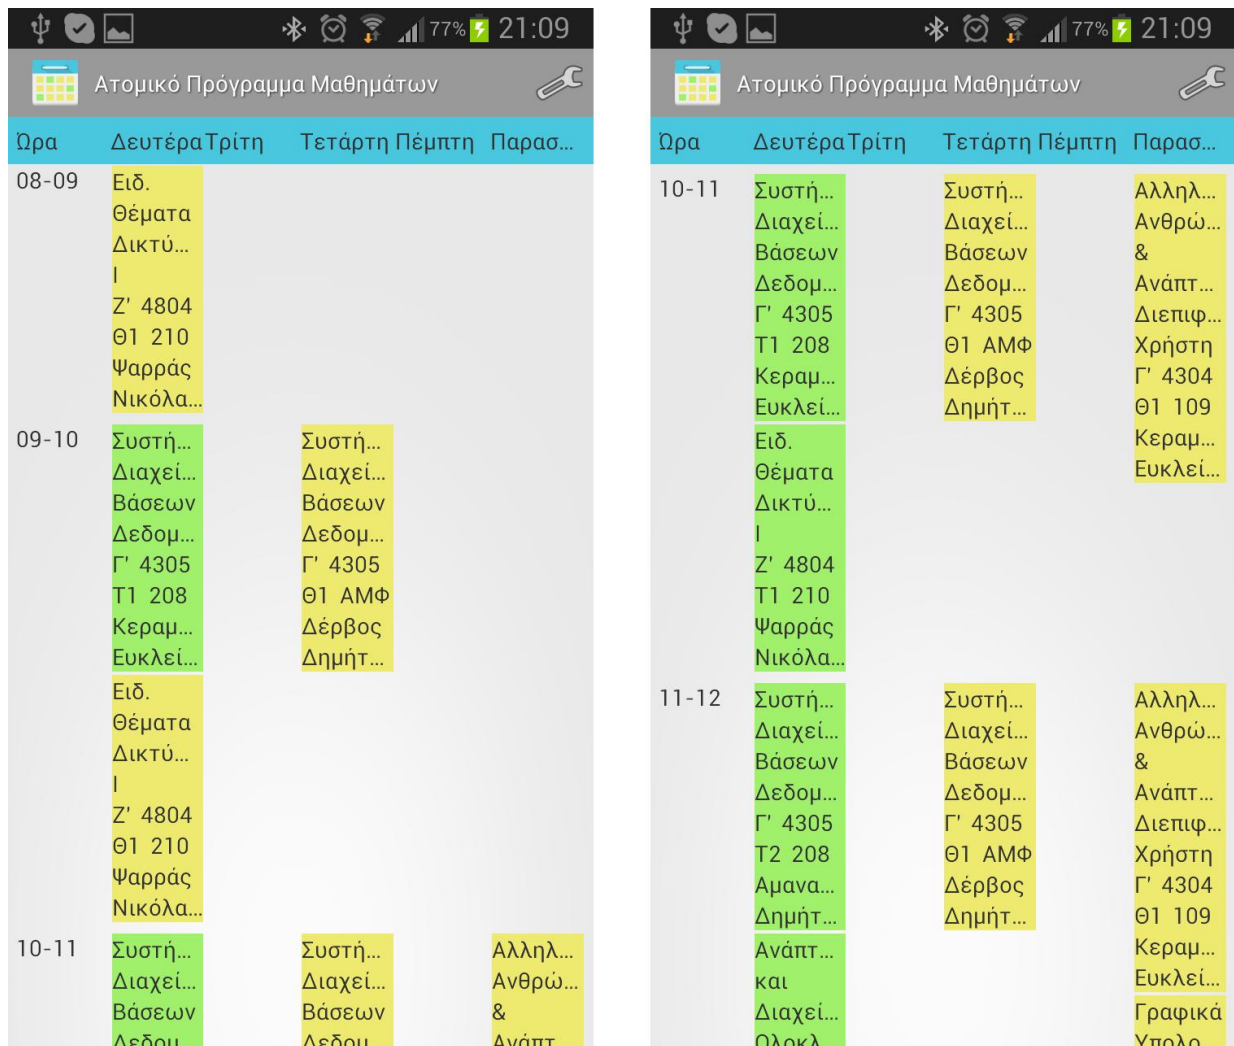 77% 21:09
Ατομικό Πρόγραμμα Μαθημάτων
Ώρα Δευτέρα Τρίτη Τετάρτη Πέμπτη Παρασ...
08-09
Ειδ.
Θέματα
Δικτύ...
Ι
Ζ' 4804
Θ1 210
Ψαρράς
Νικόλα...
09-10
Συστή...
Διαχεί...
Βάσεων
Δεδομ...
Γ' 4305
Τ1 208
Κεραμ...
Ευκλεί...
Ειδ.
Θέματα
Δικτύ...
Ι
Ζ' 4804
Θ1 210
Ψαρράς
Νικόλα...
Συστή...
Διαχεί...
Βάσεων
Δεδομ...
Γ' 4305
Θ1 ΑΜΦ
Δέρβος
Δημήτ...
10-11
Συστή...
Διαχεί...
Βάσεων
Δεδομ...
Συστή...
Διαχεί...
Βάσεων
Δεδομ...
Αλληλ...
Ανθρώ...
&
Ανάπτ...
77% 21:09
Ατομικό Πρόγραμμα Μαθημάτων
Ώρα Δευτέρα Τρίτη Τετάρτη Πέμπτη Παρασ...
10-11
Συστή...
Διαχεί...
Βάσεων
Δεδομ...
Γ' 4305
Τ1 208
Κεραμ...
Ευκλεί...
Ειδ.
Θέματα
Δικτύ...
Ι
Ζ' 4804
Τ1 210
Ψαρράς
Νικόλα...
Συστή...
Διαχεί...
Βάσεων
Δεδομ...
Γ' 4305
Θ1 ΑΜΦ
Δέρβος
Δημήτ...
Αλληλ...
Ανθρώ...
&
Ανάπτ...
Διεπιφ...
Χρήστη
Γ' 4304
Θ1 109
Κεραμ...
Ευκλεί...
11-12
Συστή...
Διαχεί...
Βάσεων
Δεδομ...
Γ' 4305
Τ2 208
Αμανα...
Δημήτ...
Ανάπτ...
και
Διαχεί...
Ολοκλ...
Συστή...
Διαχεί...
Βάσεων
Δεδομ...
Γ' 4305
Θ1 ΑΜΦ
Δέρβος
Δημήτ...
Αλληλ...
Ανθρώ...
&
Ανάπτ...
Διεπιφ...
Χρήστη
Γ' 4304
Θ1 109
Κεραμ...
Ευκλεί...
Γραφικά
Υπολο...